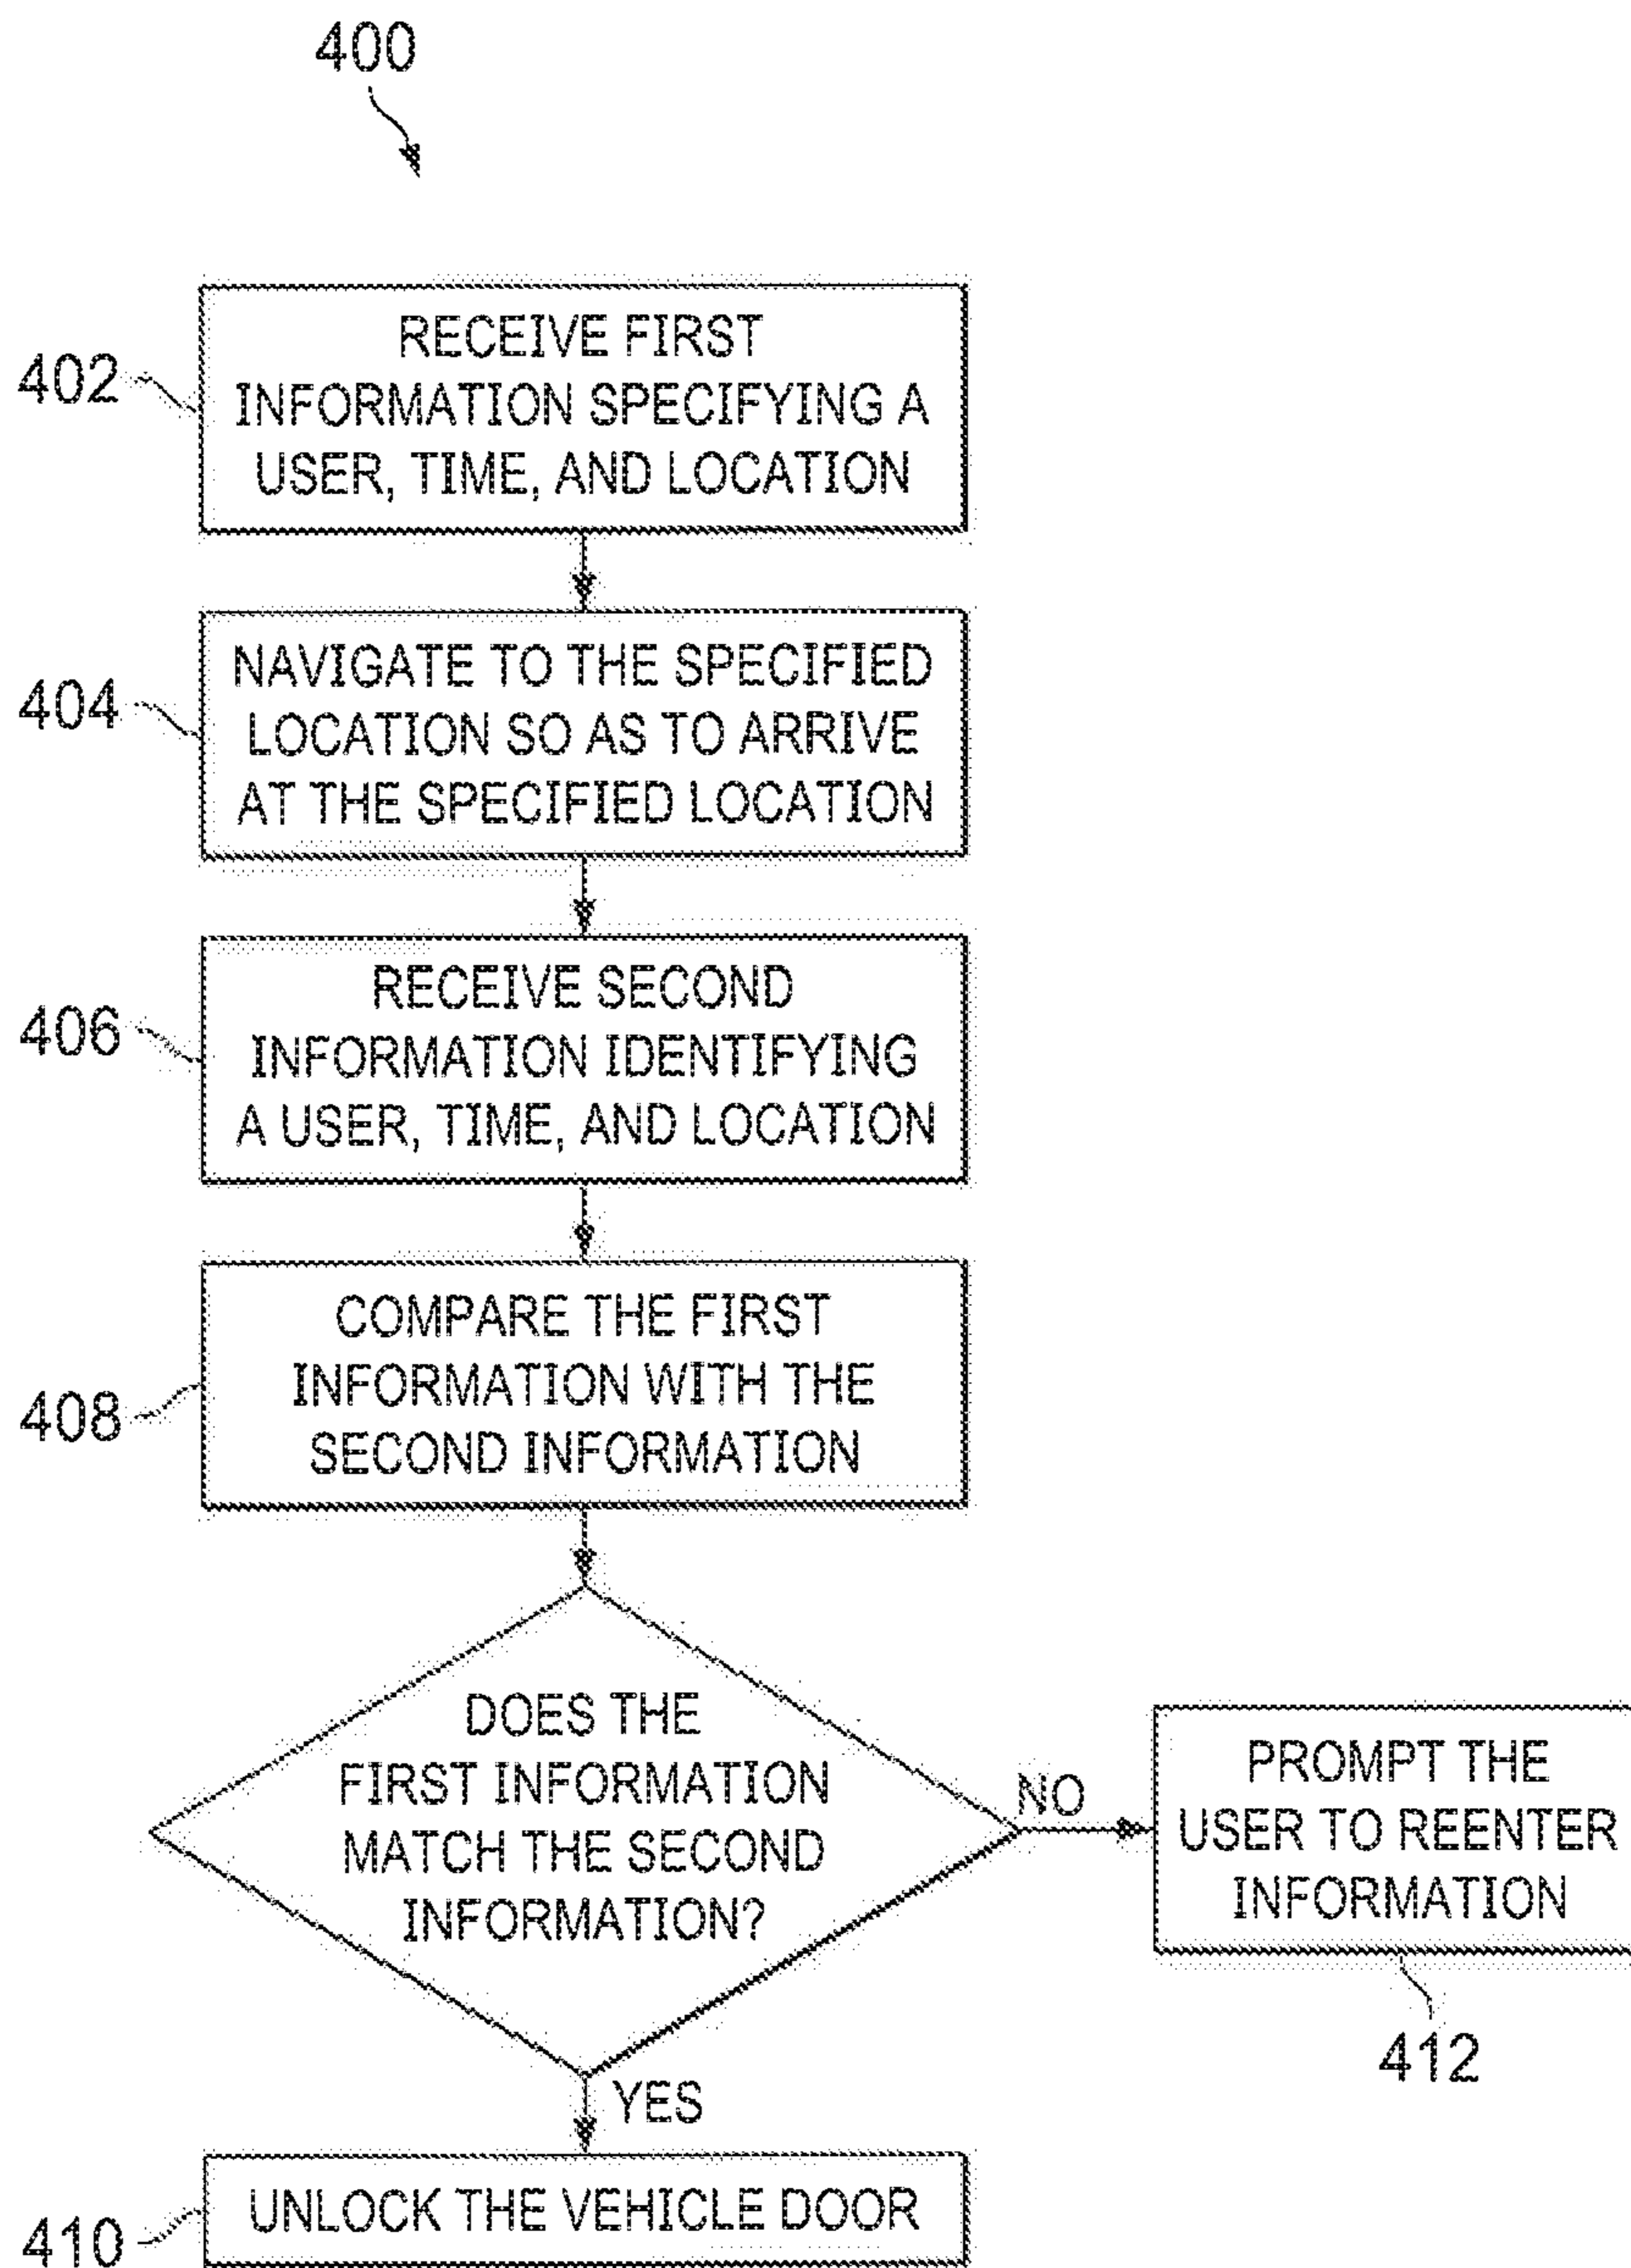 400
402
RECEIVE FIRST
INFORMATION SPECIFYING A
USER, TIME, AND LOCATION
404
NAVIGATE TO THE SPECIFIED
LOCATION SO AS TO ARRIVE
AT THE SPECIFIED LOCATION
406
RECEIVE SECOND
INFORMATION IDENTIFYING
A USER, TIME, AND LOCATION
408
COMPARE THE FIRST
INFORMATION WITH THE
SECOND INFORMATION
DOES THE
FIRST INFORMATION
MATCH THE SECOND
INFORMATION?
NO
PROMPT THE
USER TO REENTER
INFORMATION
412
YES
410
UNLOCK THE VEHICLE DOOR